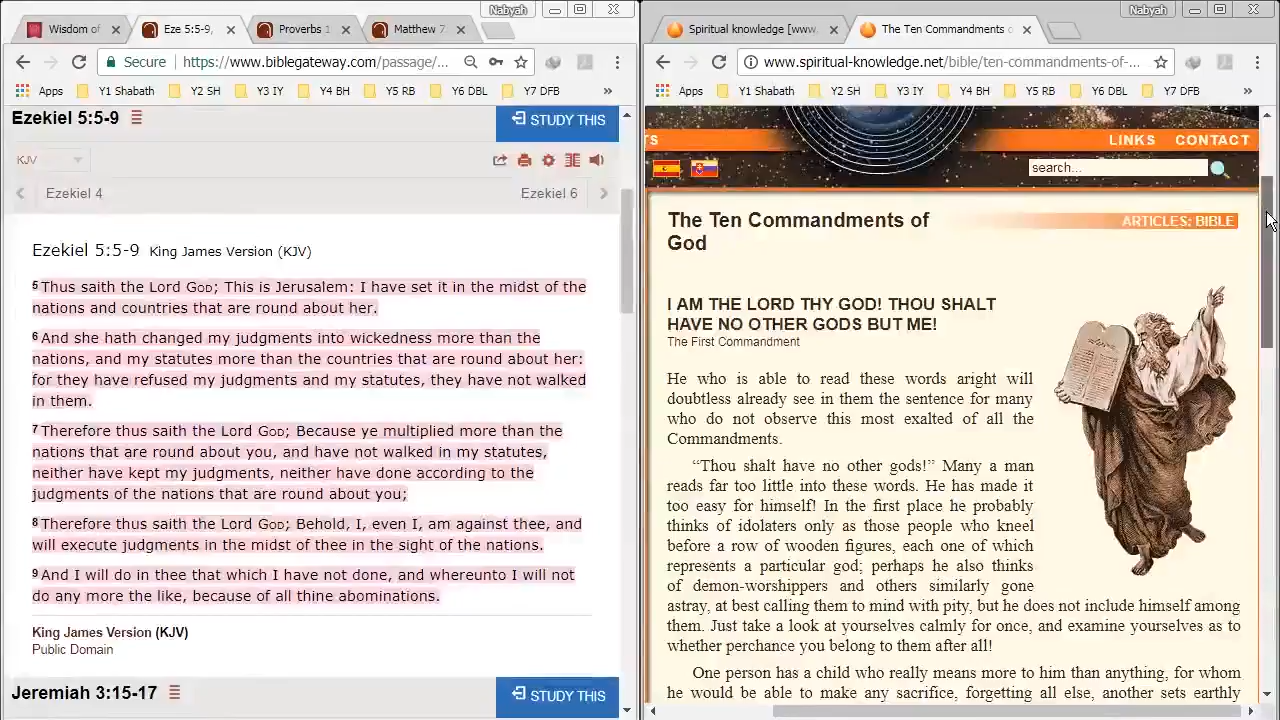 Nabyah
Wisdom of
Eze 5:5-9,
Proverbs 1
Matthew 7
Secure
https://www.biblegateway.com/passage/...
Apps
Y1 Shabath
Y2 SH
Y3 IY
Y4 BH
Y5 RB
Y6 DBL
Y7 DFB
»
Ezekiel 5:5-9
STUDY THIS
KJV
Ezekiel 4
Ezekiel 6
Ezekiel 5:5-9 King James Version (KJV)
5 Thus saith the Lord GOD; This is Jerusalem: I have set it in the midst of the
nations and countries that are round about her.
6 And she hath changed my judgments into wickedness more than the
nations, and my statutes more than the countries that are round about her:
for they have refused my judgments and my statutes, they have not walked
in them.
7 Therefore thus saith the Lord GOD; Because ye multiplied more than the
nations that are round about you, and have not walked in my statutes,
neither have kept my judgments, neither have done according to the
judgments of the nations that are round about you;
8 Therefore thus saith the Lord GOD; Behold, I, even I, am against thee, and
will execute judgments in the midst of thee in the sight of the nations.
9 And I will do in thee that which I have not done, and whereunto I will not
do any more the like, because of all thine abominations.
King James Version (KJV)
Public Domain
Jeremiah 3:15-17
STUDY THIS
Nabyah
Spiritual knowledge [www.
The Ten Commandments o
www.spiritual-knowledge.net/bible/ten-commandments-of-...
Apps
Y1 Shabath
Y2 SH
Y3 IY
Y4 BH
Y5 RB
Y6 DBL
Y7 DFB
»
TS
LINKS
CONTACT
search...
The Ten Commandments of
God
ARTICLES: BIBLE
I AM THE LORD THY GOD! THOU SHALT
HAVE NO OTHER GODS BUT ME!
The First Commandment
He who is able to read these words aright will
doubtless already see in them the sentence for many
who do not observe this most exalted of all the
Commandments.
“Thou shalt have no other gods!” Many a man
reads far too little into these words. He has made it
too easy for himself! In the first place he probably
thinks of idolaters only as those people who kneel
before a row of wooden figures, each one of which
represents a particular god; perhaps he also thinks
of demon-worshippers and others similarly gone
astray, at best calling them to mind with pity, but he does not include himself among
them. Just take a look at yourselves calmly for once, and examine yourselves as to
whether perchance you belong to them after all!
One person has a child who really means more to him than anything, for whom
he would be able to make any sacrifice, forgetting all else, another sets earthly